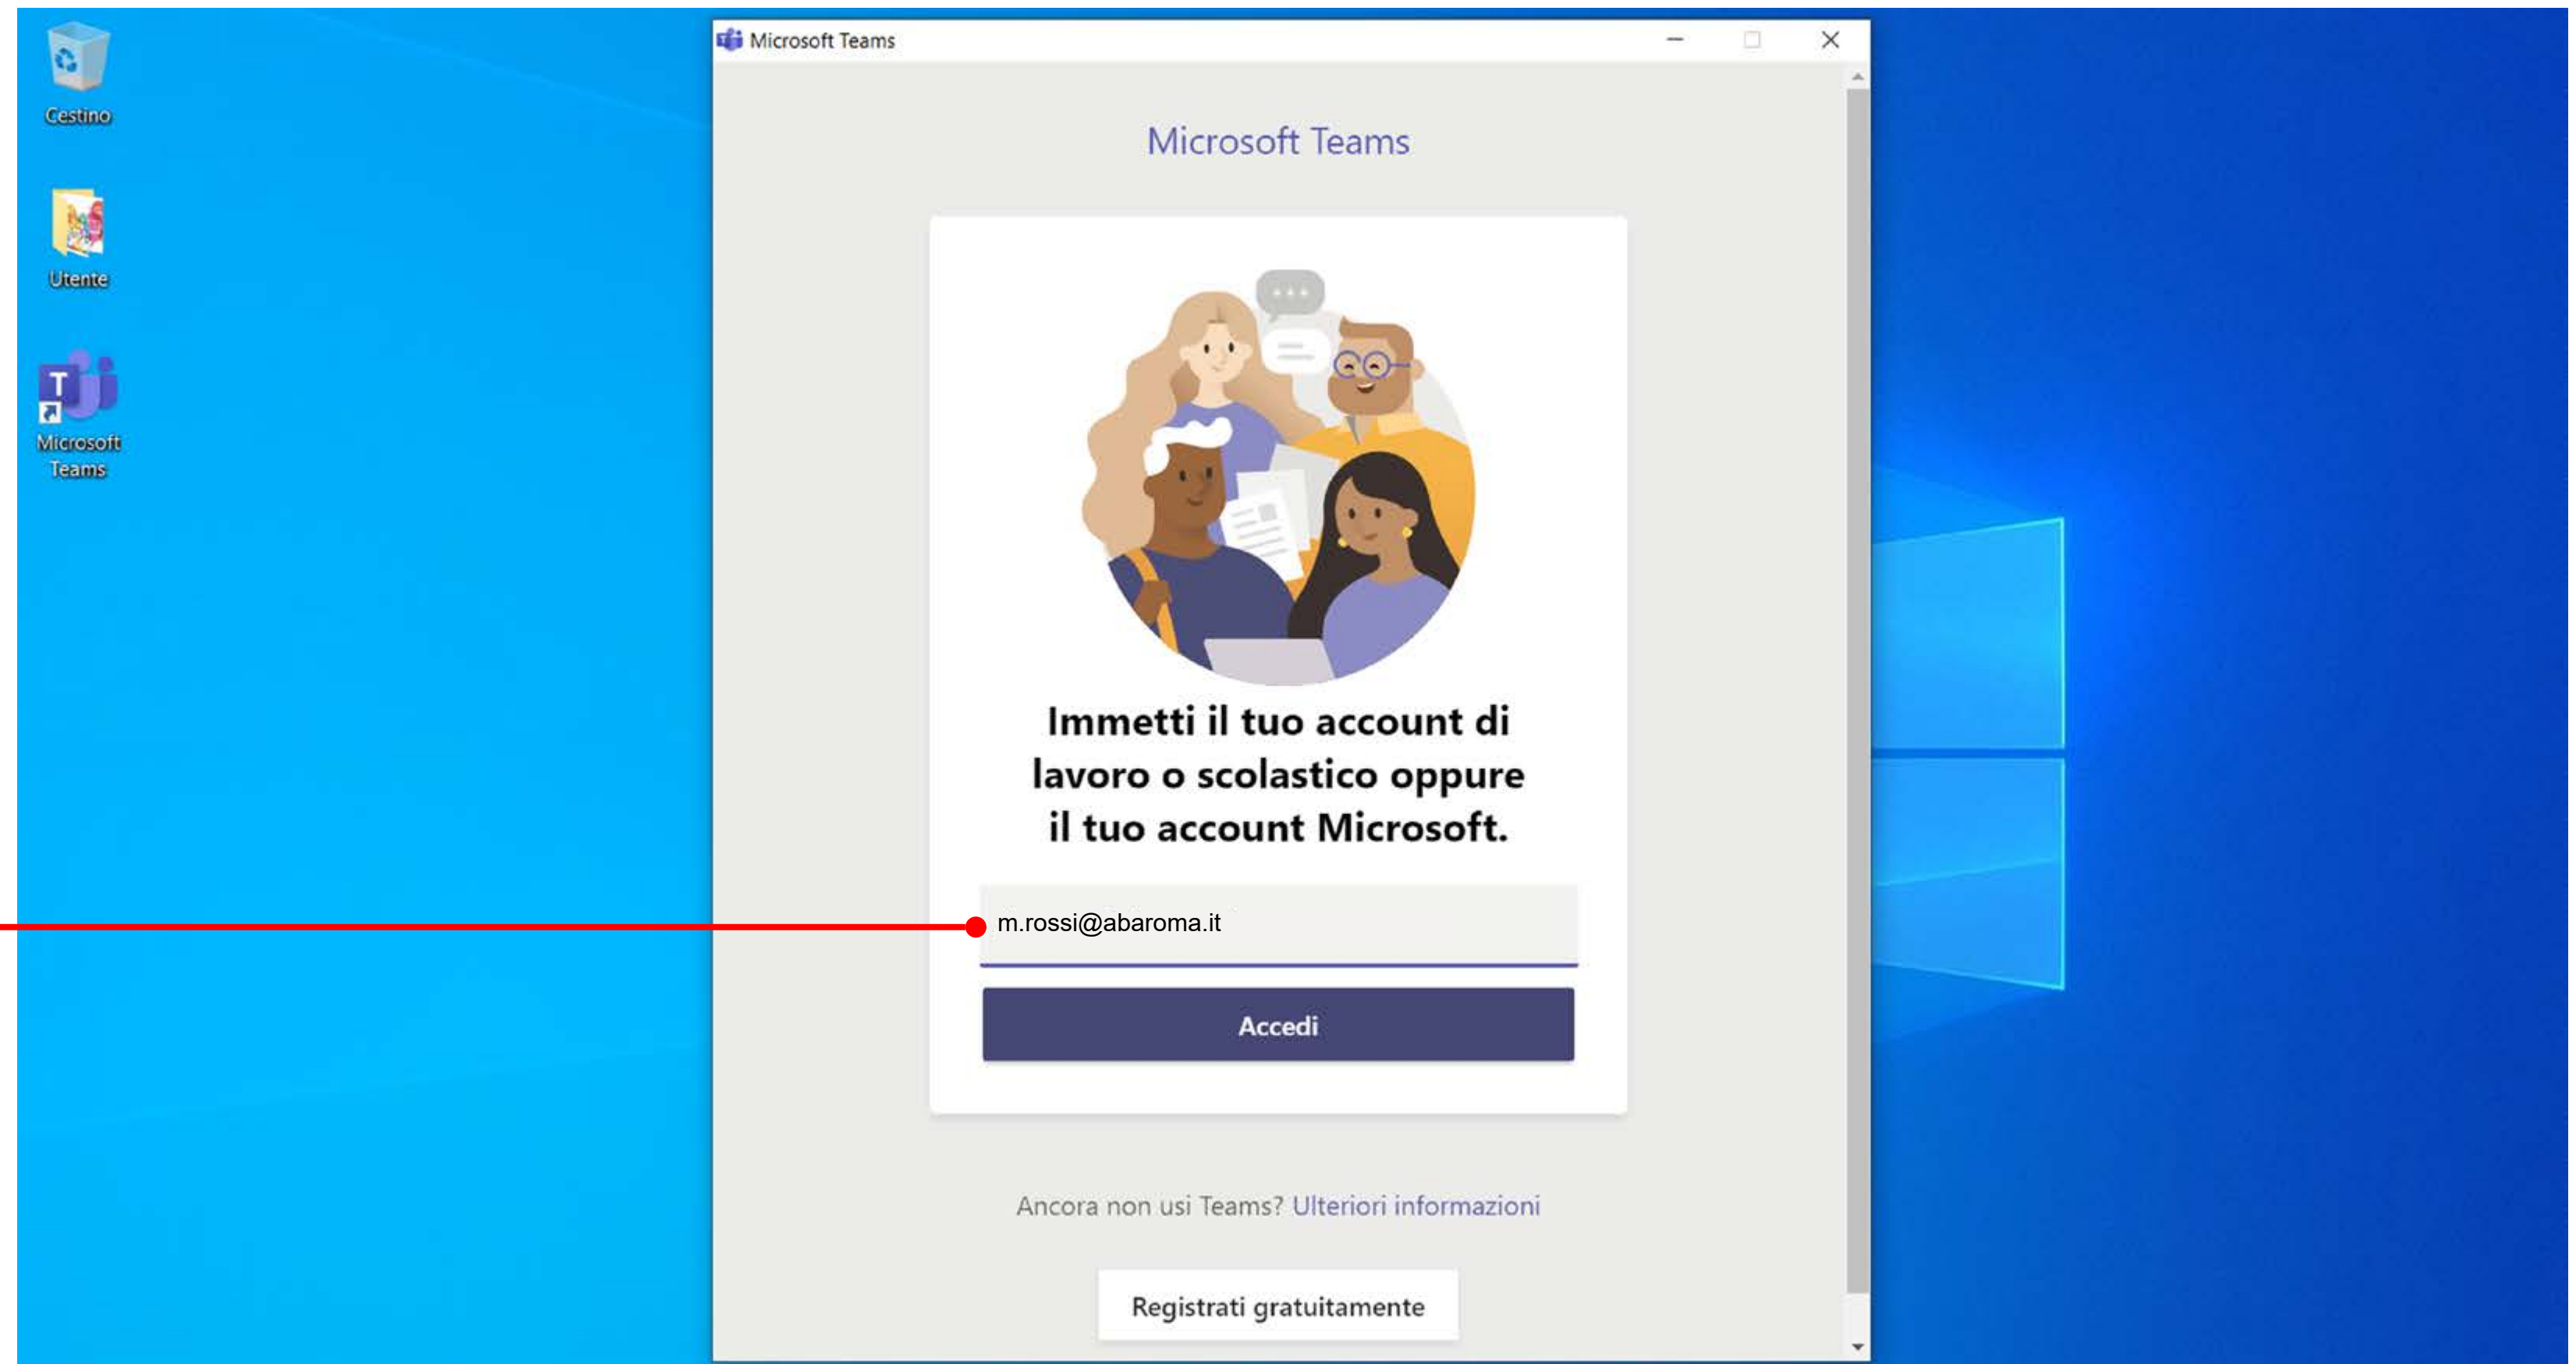 Cestino
Utente
T
Microsoft
Teams
Microsoft Teams
Microsoft Teams
Immetti il tuo account di
lavoro o scolastico oppure
il tuo account Microsoft.
m.rossi@abaroma.it
Accedi
Ancora non usi Teams? Ulteriori informazioni
Registrati gratuitamente